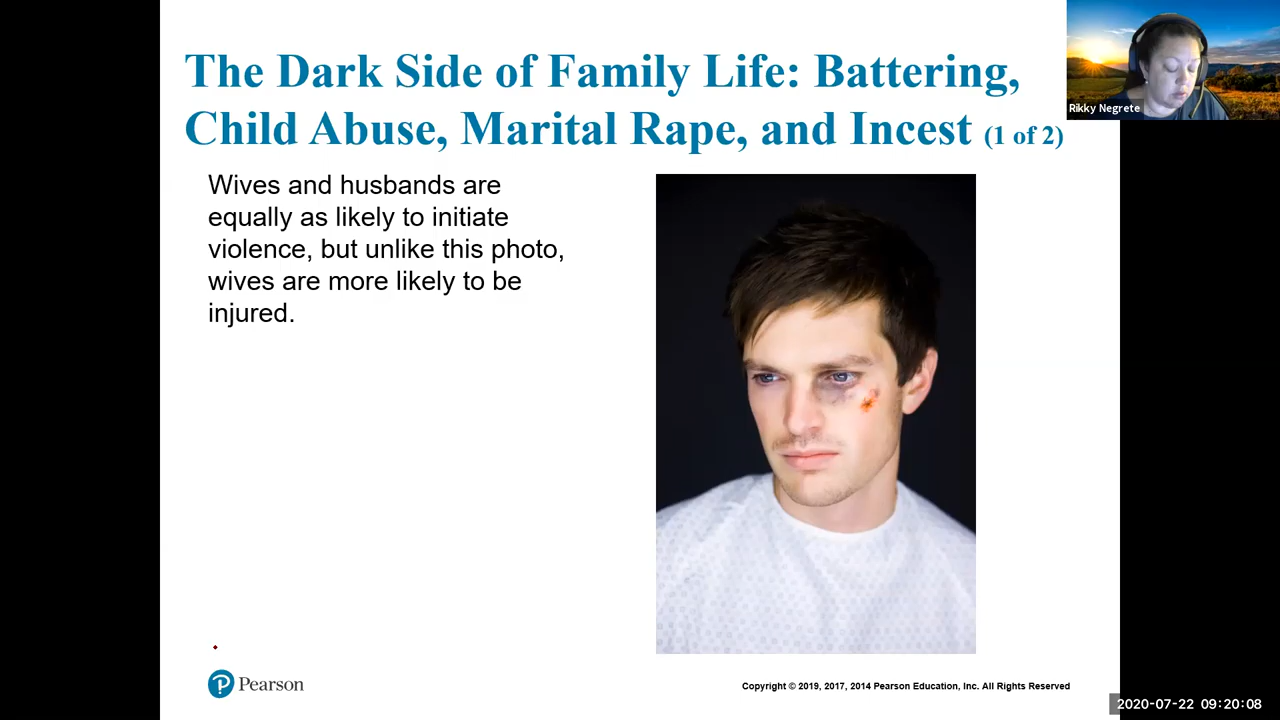 The Dark Side of Family Life: Battering,
Child Abuse, Marital Rape, and Incest (1 of 2)
Rikky Negrete
Wives and husbands are
equally as likely to initiate
violence, but unlike this photo,
wives are more likely to be
injured.
Pearson
Copyright © 2019, 2017, 2014 Pearson Education, Inc. All Rights Reserved
2020-07-22 09:20:08